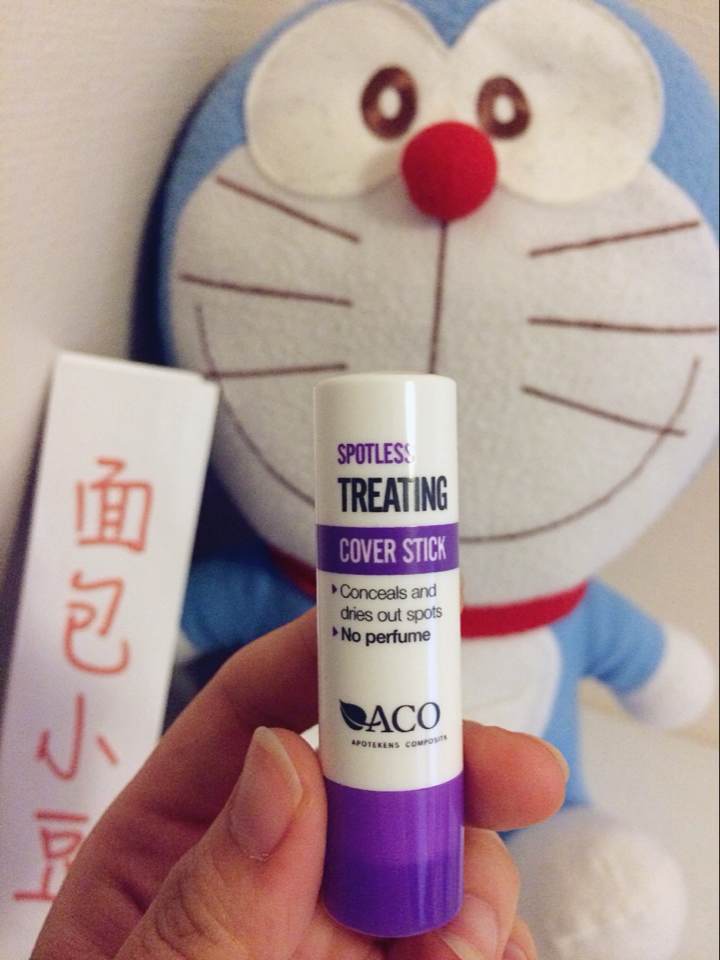 面包小豆
SPOTLESS
TREATING
COVER STICK
Conceals and
dries out spots
No perfume
ACO
APOTEKENS COMPOSITA